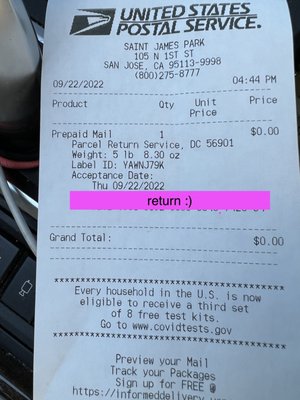 UNITED STATES
POSTAL SERVICE.
SAINT JAMES PARK
105 N 1ST ST
SAN JOSE, CA 95113-9998
(800)275-8777
09/22/2022 04:44 PM
Product Qty Unit Price
Price
Prepaid Mail 1 $0.00
Parcel Return Service, DC 56901
Weight: 5 lb 8.30 oz
Label ID: YAWNJ79K
Acceptance Date:
Thu 09/22/2022
return :)
Grand Total: $0.00
Every household in the U.S. is now
eligible to receive a third set
of 8 free test kits.
Go to www.covidtests.gov
Preview your Mail
Track your Packages
Sign up for FREE @
https://informeddelivery